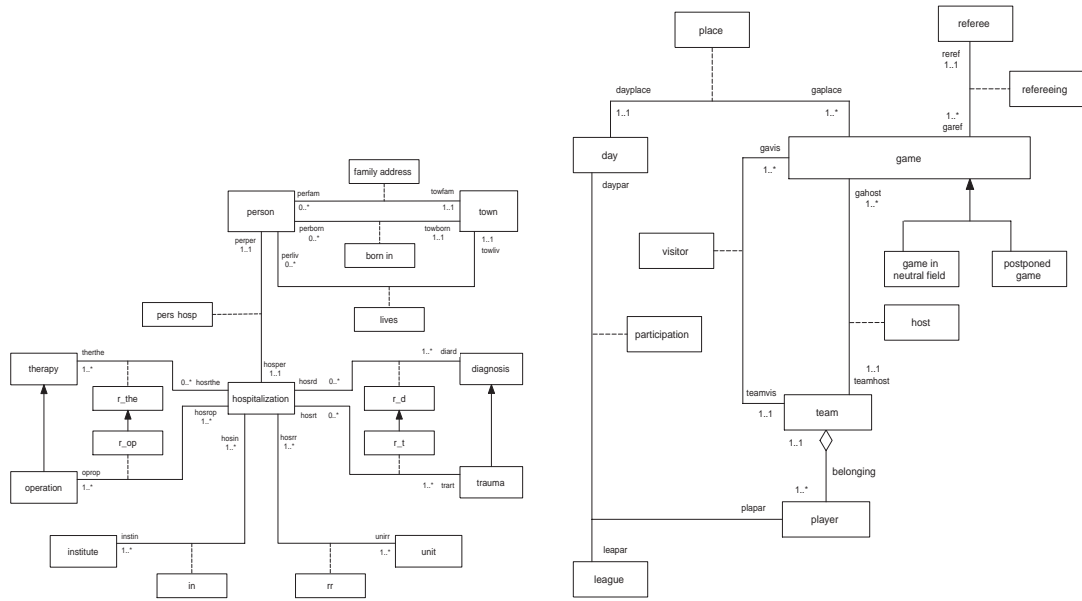 family address
perfam
0..*
towfam
1..1
person
town
perborn
0..*
towborn
1..1
perper
1..1
perliv
0..*
1..1
towliv
born in
pers hosp
lives
therthe
1..*
hosper
1..1
1..*
diard
therapy
0..*
hosrthe
hosrd
0..*
diagnosis
r_the
hospitalization
r_d
hosrop
1..*
hosrt
0..*
r_op
hosin
1..*
hosrr
1..*
r_t
operation
oprop
1..*
1..*
trart
trauma
institute
instin
1..*
unirr
1..*
unit
in
rr
place
referee
reref
1..1
refereeing
dayplace
1..1
gaplace
1..*
1..*
garef
day
gavis
1..*
game
daypar
gahost
1..*
visitor
game in
neutral field
postponed
game
participation
host
1..1
teamhost
teamvis
1..1
team
1..1
belonging
1..*
plapar
player
leapar
league